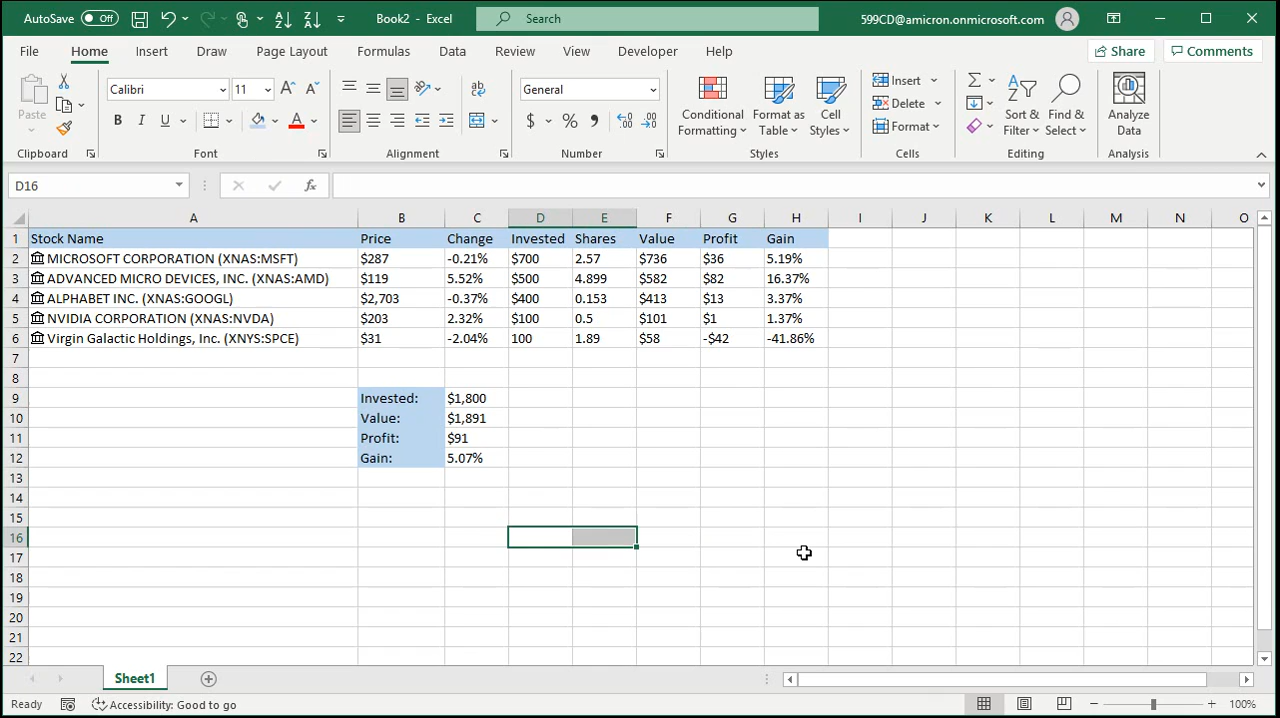 AutoSave Off Book2 - Excel Search 599CD@amicron.onmicrosoft.com
File Home Insert Draw Page Layout Formulas Data Review View Developer Help Share Comments
Paste Calibri 11 General Conditional Formatting Format as Table Cell Styles Insert Delete Format Sort & Filter Find & Select Analyze Data
Clipboard Font Alignment Number Styles Cells Editing Analysis
D16 fx
A B C D E F G H I J K L M N O
1 Stock Name Price Change Invested Shares Value Profit Gain
2 MICROSOFT CORPORATION (XNAS:MSFT) $287 -0.21% $700 2.57 $736 $36 5.19%
3 ADVANCED MICRO DEVICES, INC. (XNAS:AMD) $119 5.52% $500 4.899 $582 $82 16.37%
4 ALPHABET INC. (XNAS:GOOGL) $2,703 -0.37% $400 0.153 $413 $13 3.37%
5 NVIDIA CORPORATION (XNAS:NVDA) $203 2.32% $100 0.5 $101 $1 1.37%
6 Virgin Galactic Holdings, Inc. (XNYS:SPCE) $31 -2.04% 100 1.89 $58 -$42 -41.86%
7
8
9 Invested: $1,800
10 Value: $1,891
11 Profit: $91
12 Gain: 5.07%
13
14
15
16
17
18
19
20
21
22
Sheet1
Ready Accessibility: Good to go 100%